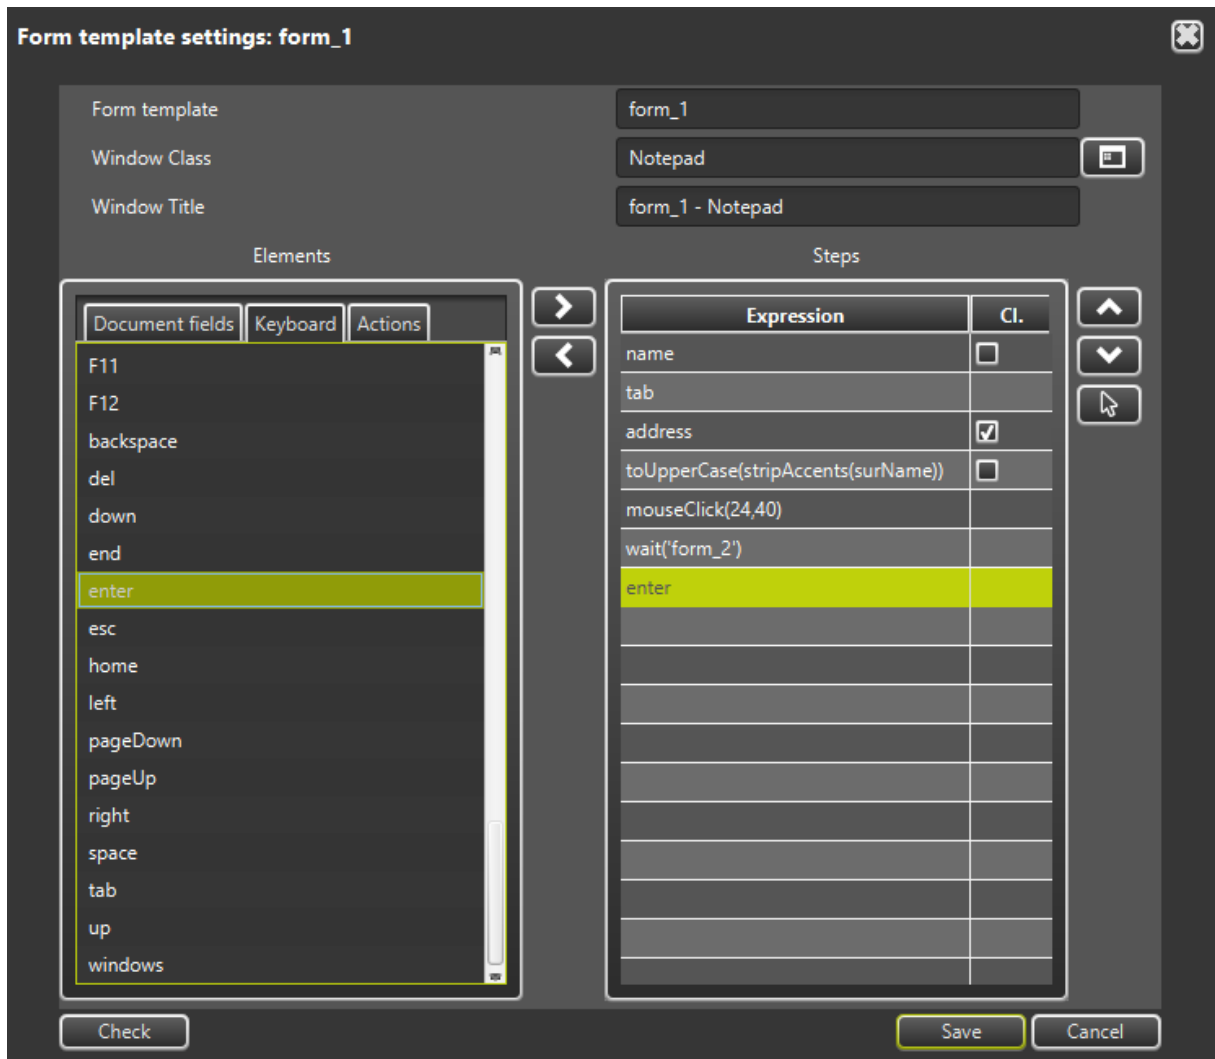 Form template settings: form_1
Form template
form_1
Window Class
Notepad
Window Title
form_1 - Notepad
Elements
Steps
Document fields
Keyboard
Actions
F11
F12
backspace
del
down
end
enter
esc
home
left
pageDown
pageUp
right
space
tab
up
windows
Expression
Cl.
name
tab
address
toUpperCase(stripAccents(surName))
mouseClick(24,40)
wait('form_2')
enter
Check
Save
Cancel